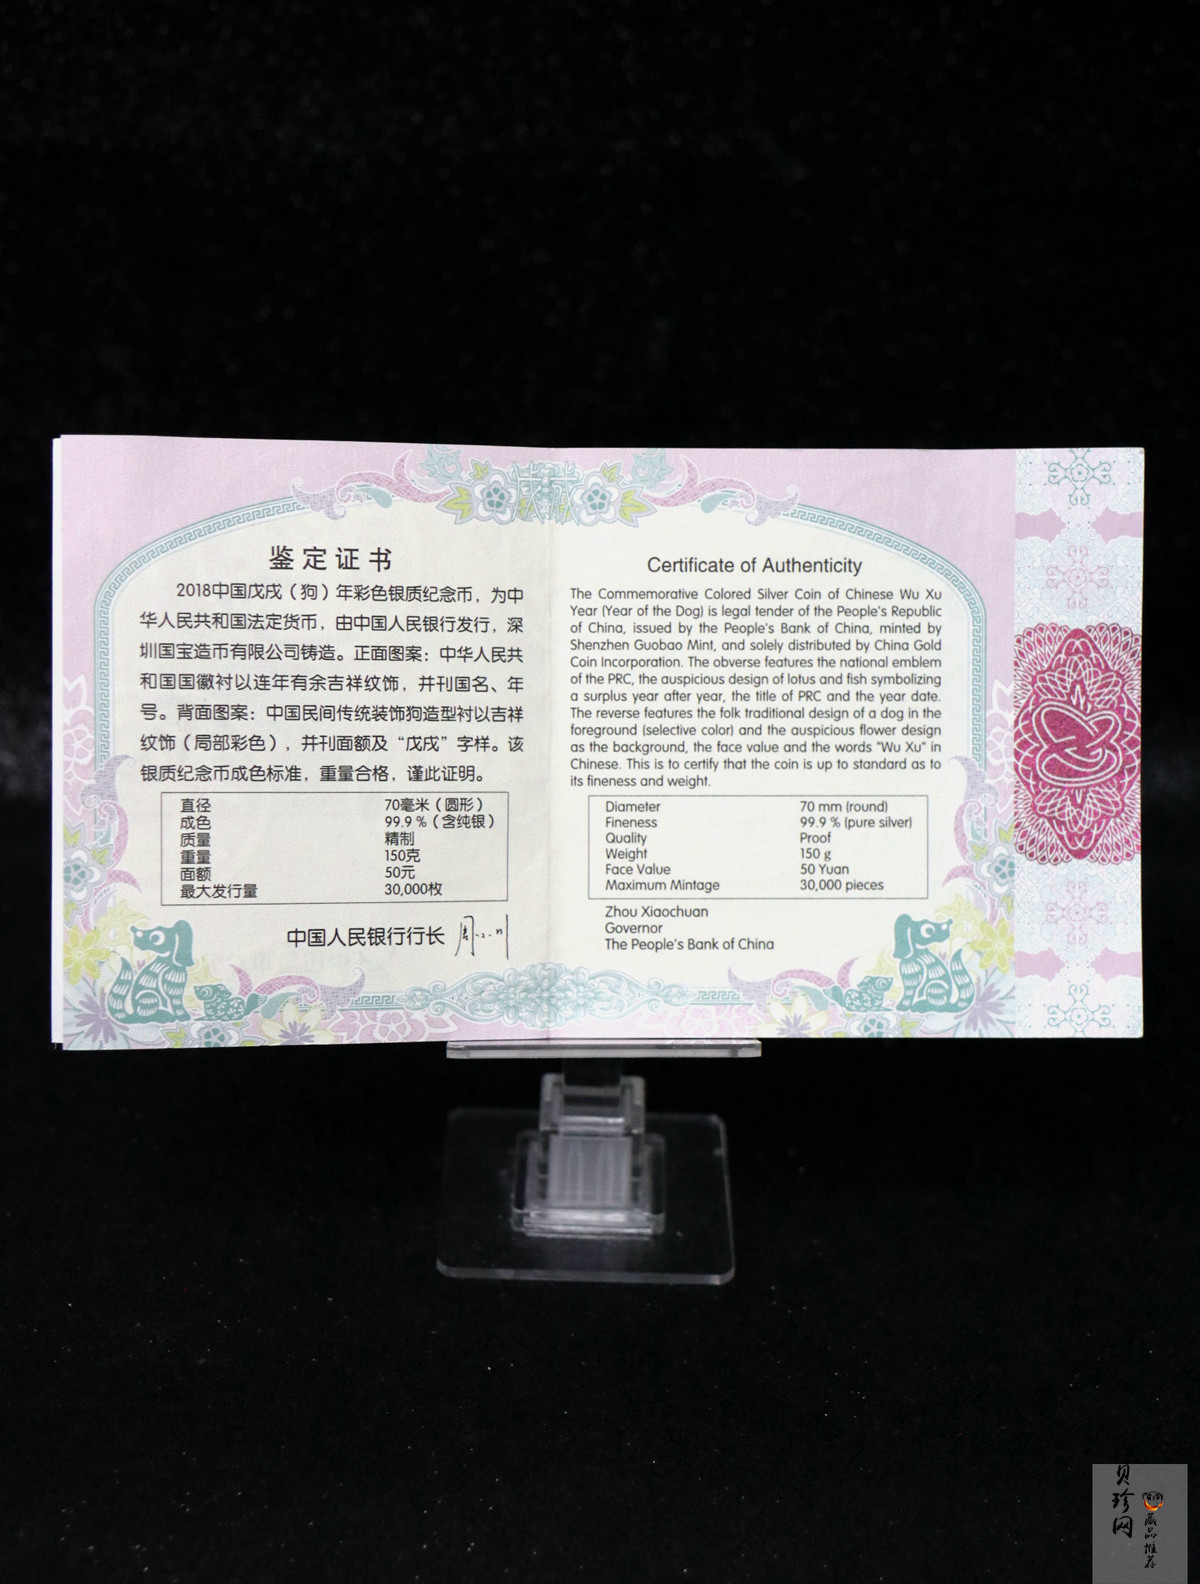 鉴定证书
2018中国戊戌（狗）年彩色银质纪念币，为中
华人民共和国法定货币，由中国人民银行发行，深
圳国宝造币有限公司铸造。正面图案：中华人民共
和国国徽衬以连年有余吉祥纹饰，并刊国名、年
号。背面图案：中国民间传统装饰狗造型衬以吉祥
纹饰（局部彩色），并刊面额及“戊戌”字样。该
银质纪念币成色标准，重量合格，谨此证明。
直径 70毫米（圆形）
成色 99.9％（含纯银）
质量 精制
重量 150克
面额 50元
最大发行量 30,000枚
中国人民银行行长
Certificate of Authenticity
The Commemorative Colored Silver Coin of Chinese Wu Xu
Year (Year of the Dog) is legal tender of the People's Republic
of China, issued by the People's Bank of China, minted by
Shenzhen Guobao Mint, and solely distributed by China Gold
Coin Incorporation. The obverse features the national emblem
of the PRC, the auspicious design of lotus and fish symbolizing
a surplus year after year, the title of PRC and the year date.
The reverse features the folk traditional design of a dog in the
foreground (selective color) and the auspicious flower design
as the background, the face value and the words "Wu Xu" in
Chinese. This is to certify that the coin is up to standard as to
its fineness and weight.
Diameter 70 mm (round)
Fineness 99.9 % (pure silver)
Quality Proof
Weight 150 g
Face Value 50 Yuan
Maximum Mintage 30,000 pieces
Zhou Xiaochuan
Governor
The People's Bank of China
贝珍网
藏品推荐